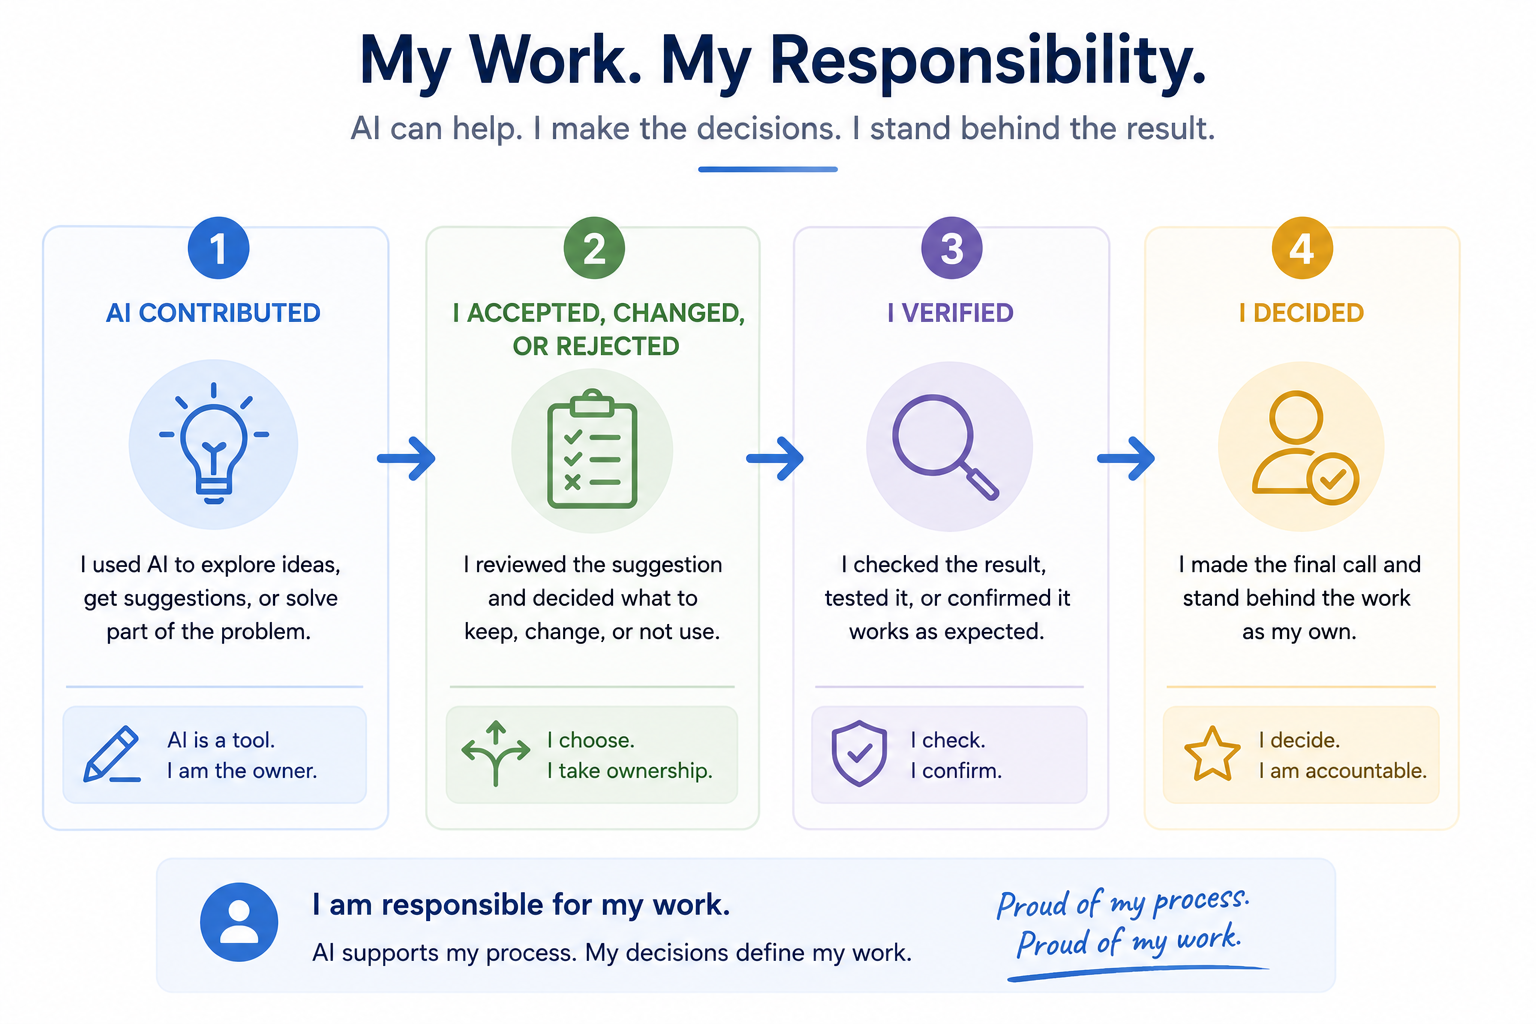 My Work. My Responsibility.
AI can help. I make the decisions. I stand behind the result.
1
AI CONTRIBUTED
I used AI to explore ideas,
get suggestions, or solve
part of the problem.
AI is a tool.
I am the owner.
2
I ACCEPTED, CHANGED,
OR REJECTED
I reviewed the suggestion
and decided what to
keep, change, or not use.
I choose.
I take ownership.
3
I VERIFIED
I checked the result,
tested it, or confirmed it
works as expected.
I check.
I confirm.
4
I DECIDED
I made the final call and
stand behind the work
as my own.
I decide.
I am accountable.
I am responsible for my work.
AI supports my process. My decisions define my work.
Proud of my process.
Proud of my work.